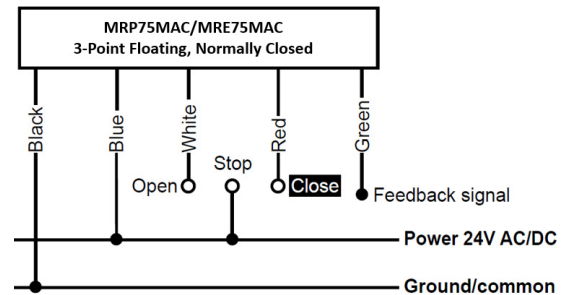 MRP75MAC/MRE75MAC
3-Point Floating, Normally Closed
Black
Blue
White
Red
Green
Stop
Open
Close
Feedback signal
Power 24V AC/DC
Ground/common